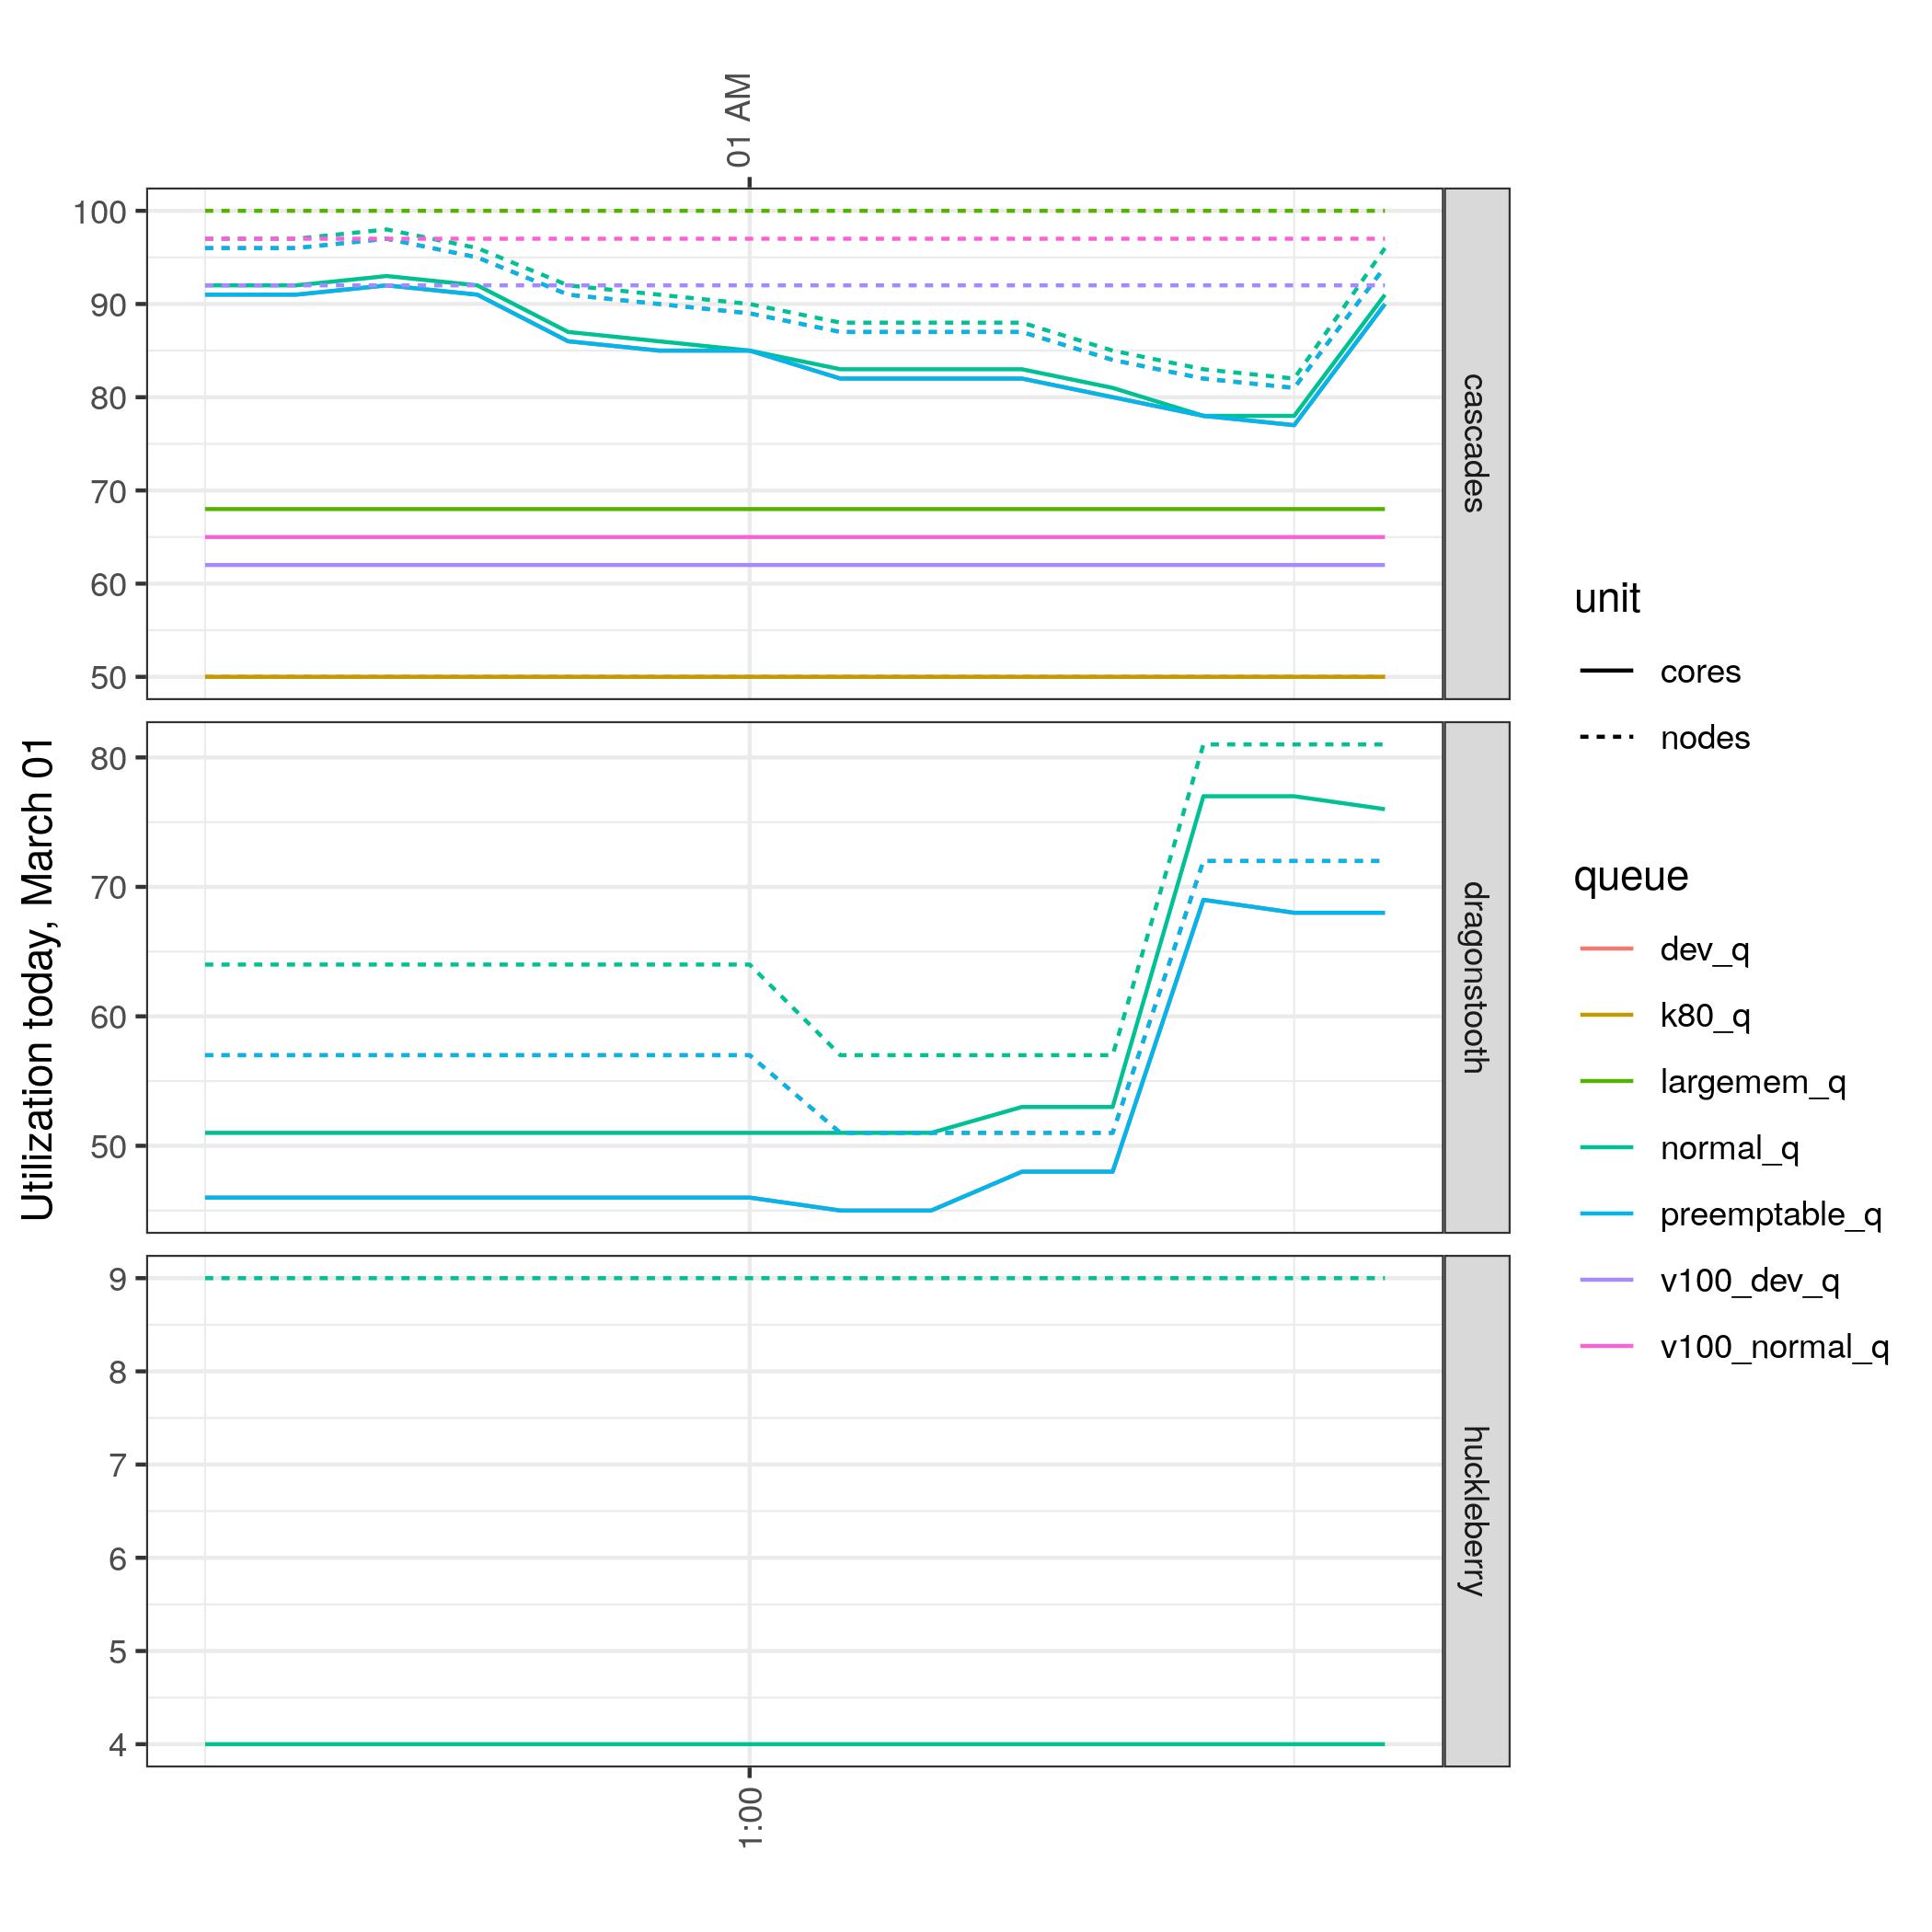 01 AM
Utilization today, March 01
100
90
80
70
60
50
cascades
80
70
60
50
dragonstooth
9
8
7
6
5
4
huckleberry
1:00
unit
cores
nodes
queue
dev_q
k80_q
largemem_q
normal_q
preemptable_q
v100_dev_q
v100_normal_q